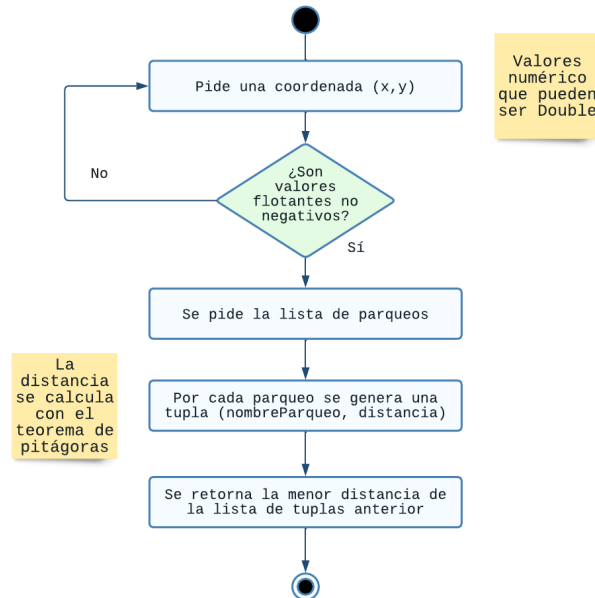 Pide una coordenada (x,y)
Valores
numérico
que pueden
ser Double
No
¿Son
valores
flotantes no
negativos?
Sí
Se pide la lista de parqueos
La
distancia
se calcula
con el
teorema de
pitágoras
Por cada parqueo se genera una
tupla (nombreParqueo, distancia)
Se retorna la menor distancia de
la lista de tuplas anterior